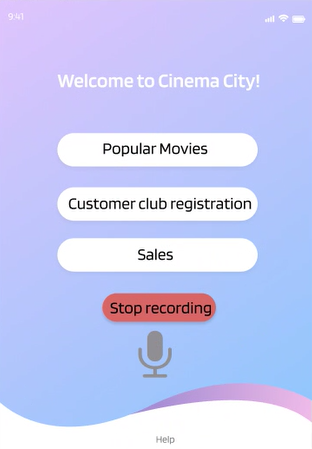 9:41
Welcome to Cinema City!
Popular Movies
Customer club registration
Sales
Stop recording
Help